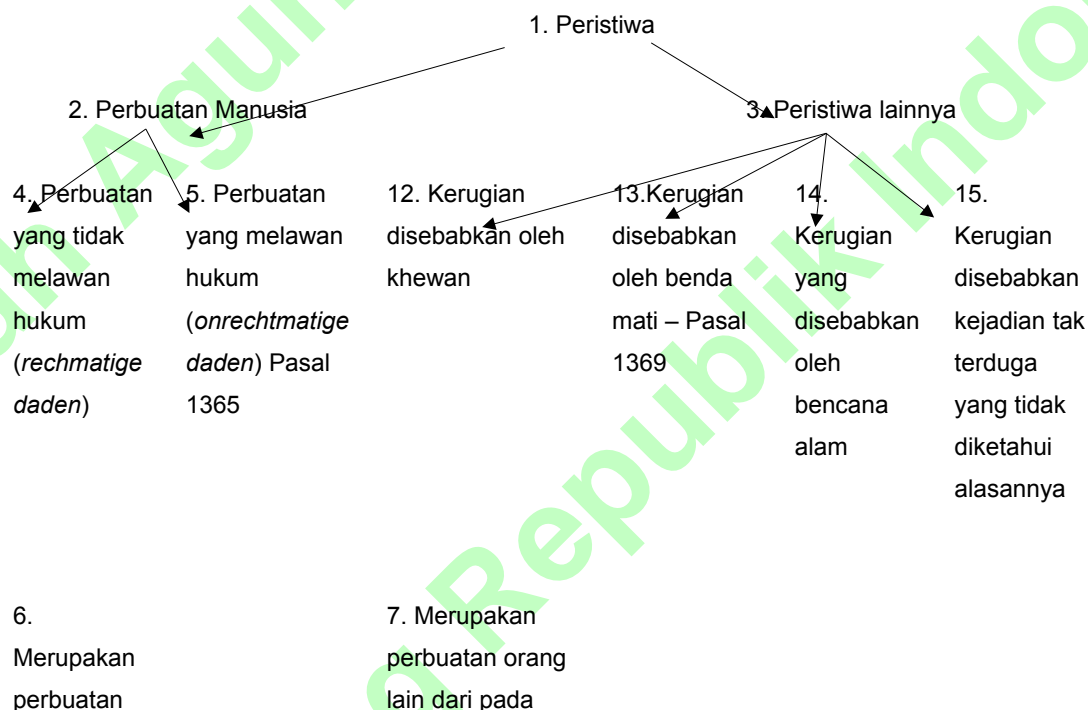 1. Peristiwa
2. Perbuatan Manusia
3. Peristiwa lainnya
4. Perbuatan
yang tidak
melawan
hukum
(rechmatige
daden)
5. Perbuatan
yang melawan
hukum
(onrechtmatige
daden) Pasal
1365
12. Kerugian
disebabkan oleh
khewan
13.Kerugian
disebabkan
oleh benda
mati – Pasal
1369
14.
Kerugian
yang
disebabkan
oleh
bencana
alam
15.
Kerugian
disebabkan
kejadian tak
terduga
yang tidak
diketahui
alasannya
6.
Merupakan
perbuatan
7. Merupakan
perbuatan orang
lain dari pada
Republik Indo